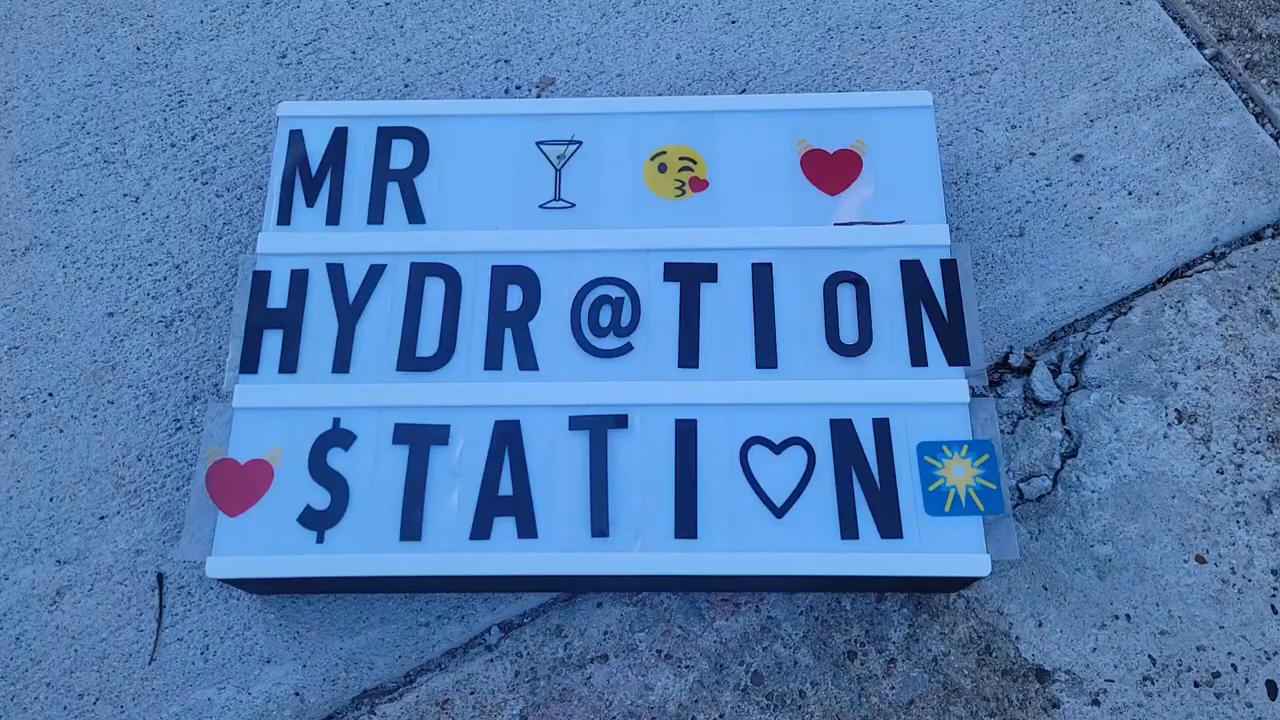 MR 🍸 😘 💓
HYDR@TION
💓 $TATI♡N 💥